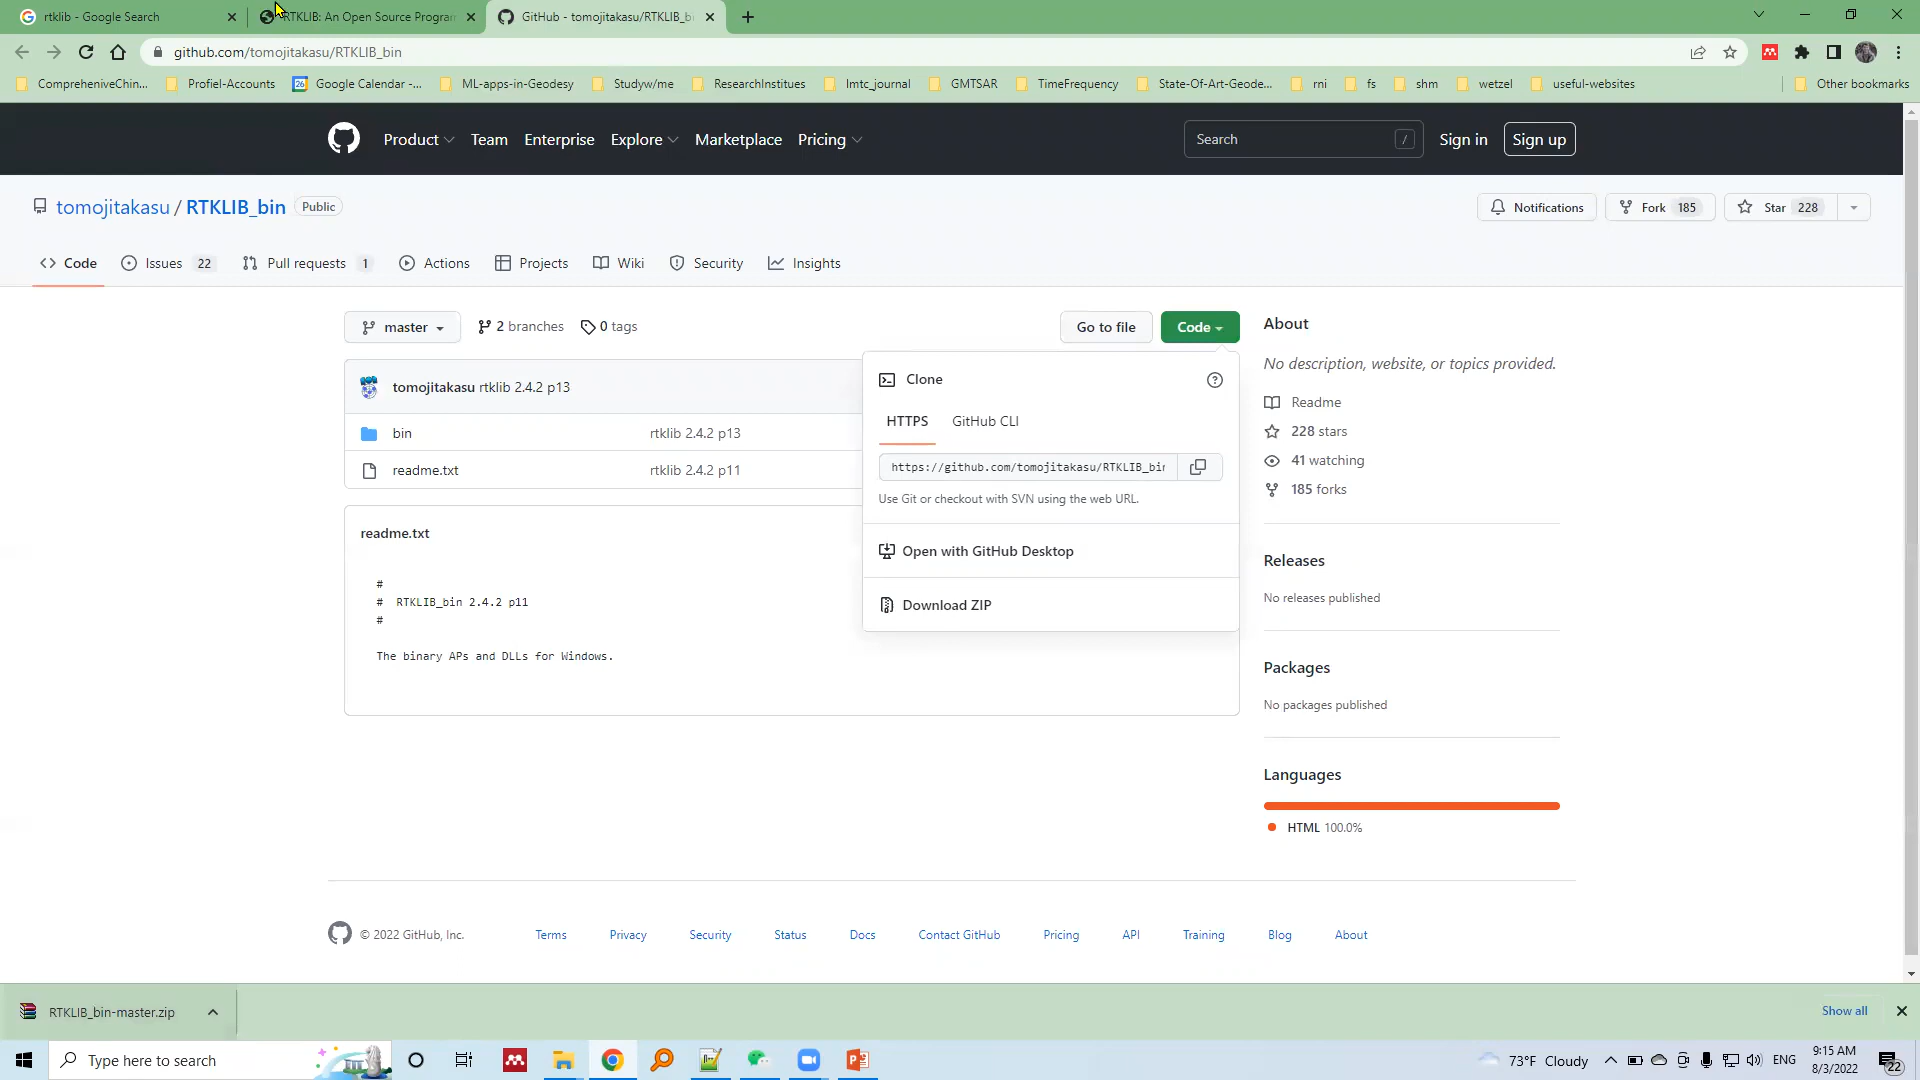 rtklib - Google Search
RTKLIB: An Open Source Program
GitHub - tomojitakasu/RTKLIB_b
github.com/tomojitakasu/RTKLIB_bin
CompreheniveChin...
Profiel-Accounts
Google Calendar -...
ML-apps-in-Geodesy
Studyw/me
ResearchInstitues
Imtc_journal
GMTSAR
TimeFrequency
State-Of-Art-Geode...
rni
fs
shm
wetzel
useful-websites
Other bookmarks
Product
Team
Enterprise
Explore
Marketplace
Pricing
Search /
Sign in
Sign up
tomojitakasu / RTKLIB_bin Public
Notifications
Fork 185
Star 228
Code
Issues 22
Pull requests 1
Actions
Projects
Wiki
Security
Insights
master
2 branches
0 tags
Go to file
Code
tomojitakasu rtklib 2.4.2 p13
bin rtklib 2.4.2 p13
readme.txt rtklib 2.4.2 p11
Clone
HTTPS
GitHub CLI
https://github.com/tomojitakasu/RTKLIB_bin
Use Git or checkout with SVN using the web URL.
Open with GitHub Desktop
Download ZIP
readme.txt
#
# RTKLIB_bin 2.4.2 p11
#
The binary APs and DLLs for Windows.
About
No description, website, or topics provided.
Readme
228 stars
41 watching
185 forks
Releases
No releases published
Packages
No packages published
Languages
HTML 100.0%
© 2022 GitHub, Inc.
Terms
Privacy
Security
Status
Docs
Contact GitHub
Pricing
API
Training
Blog
About
RTKLIB_bin-master.zip
Show all
Type here to search
73°F Cloudy
ENG
9:15 AM
8/3/2022
22